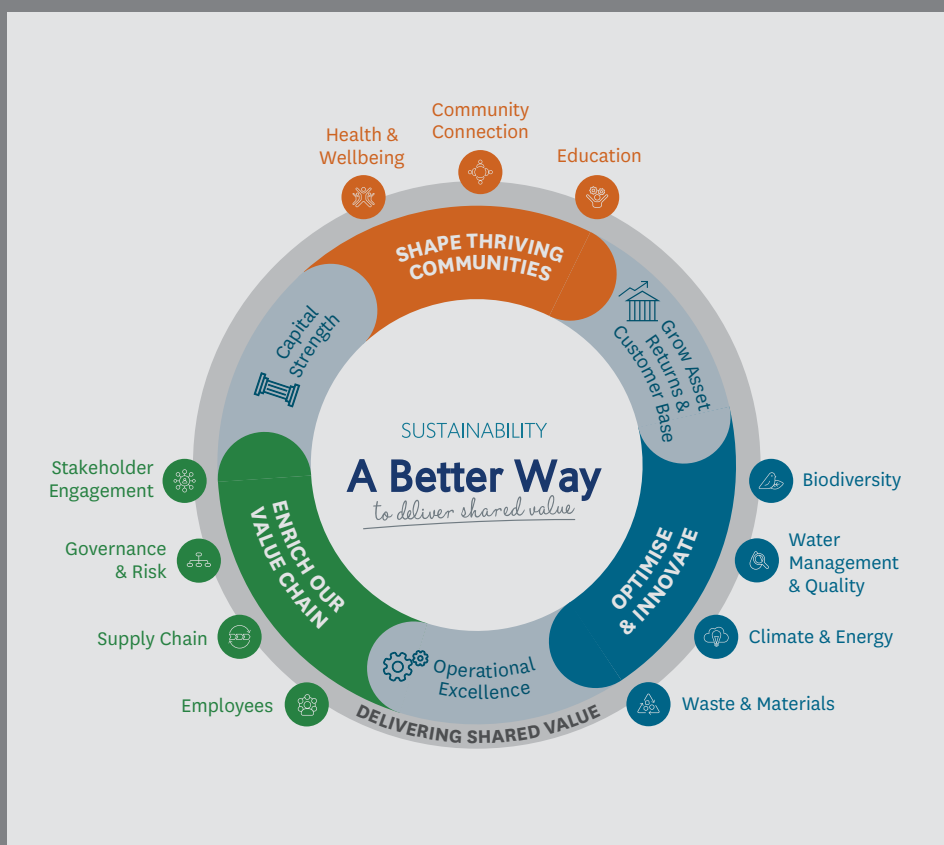 Community
Connection
Health &
Wellbeing
Education
SHAPE THRIVING
COMMUNITIES
Capital
Strength
Grow Asset
Returns &
Customer Base
SUSTAINABILITY
A Better Way
to deliver shared value
Stakeholder
Engagement
Governance
& Risk
Supply Chain
Employees
ENRICH OUR
VALUE CHAIN
OPTIMISE
& INNOVATE
Biodiversity
Water
Management
& Quality
Climate & Energy
Waste & Materials
Operational
Excellence
DELIVERING SHARED VALUE